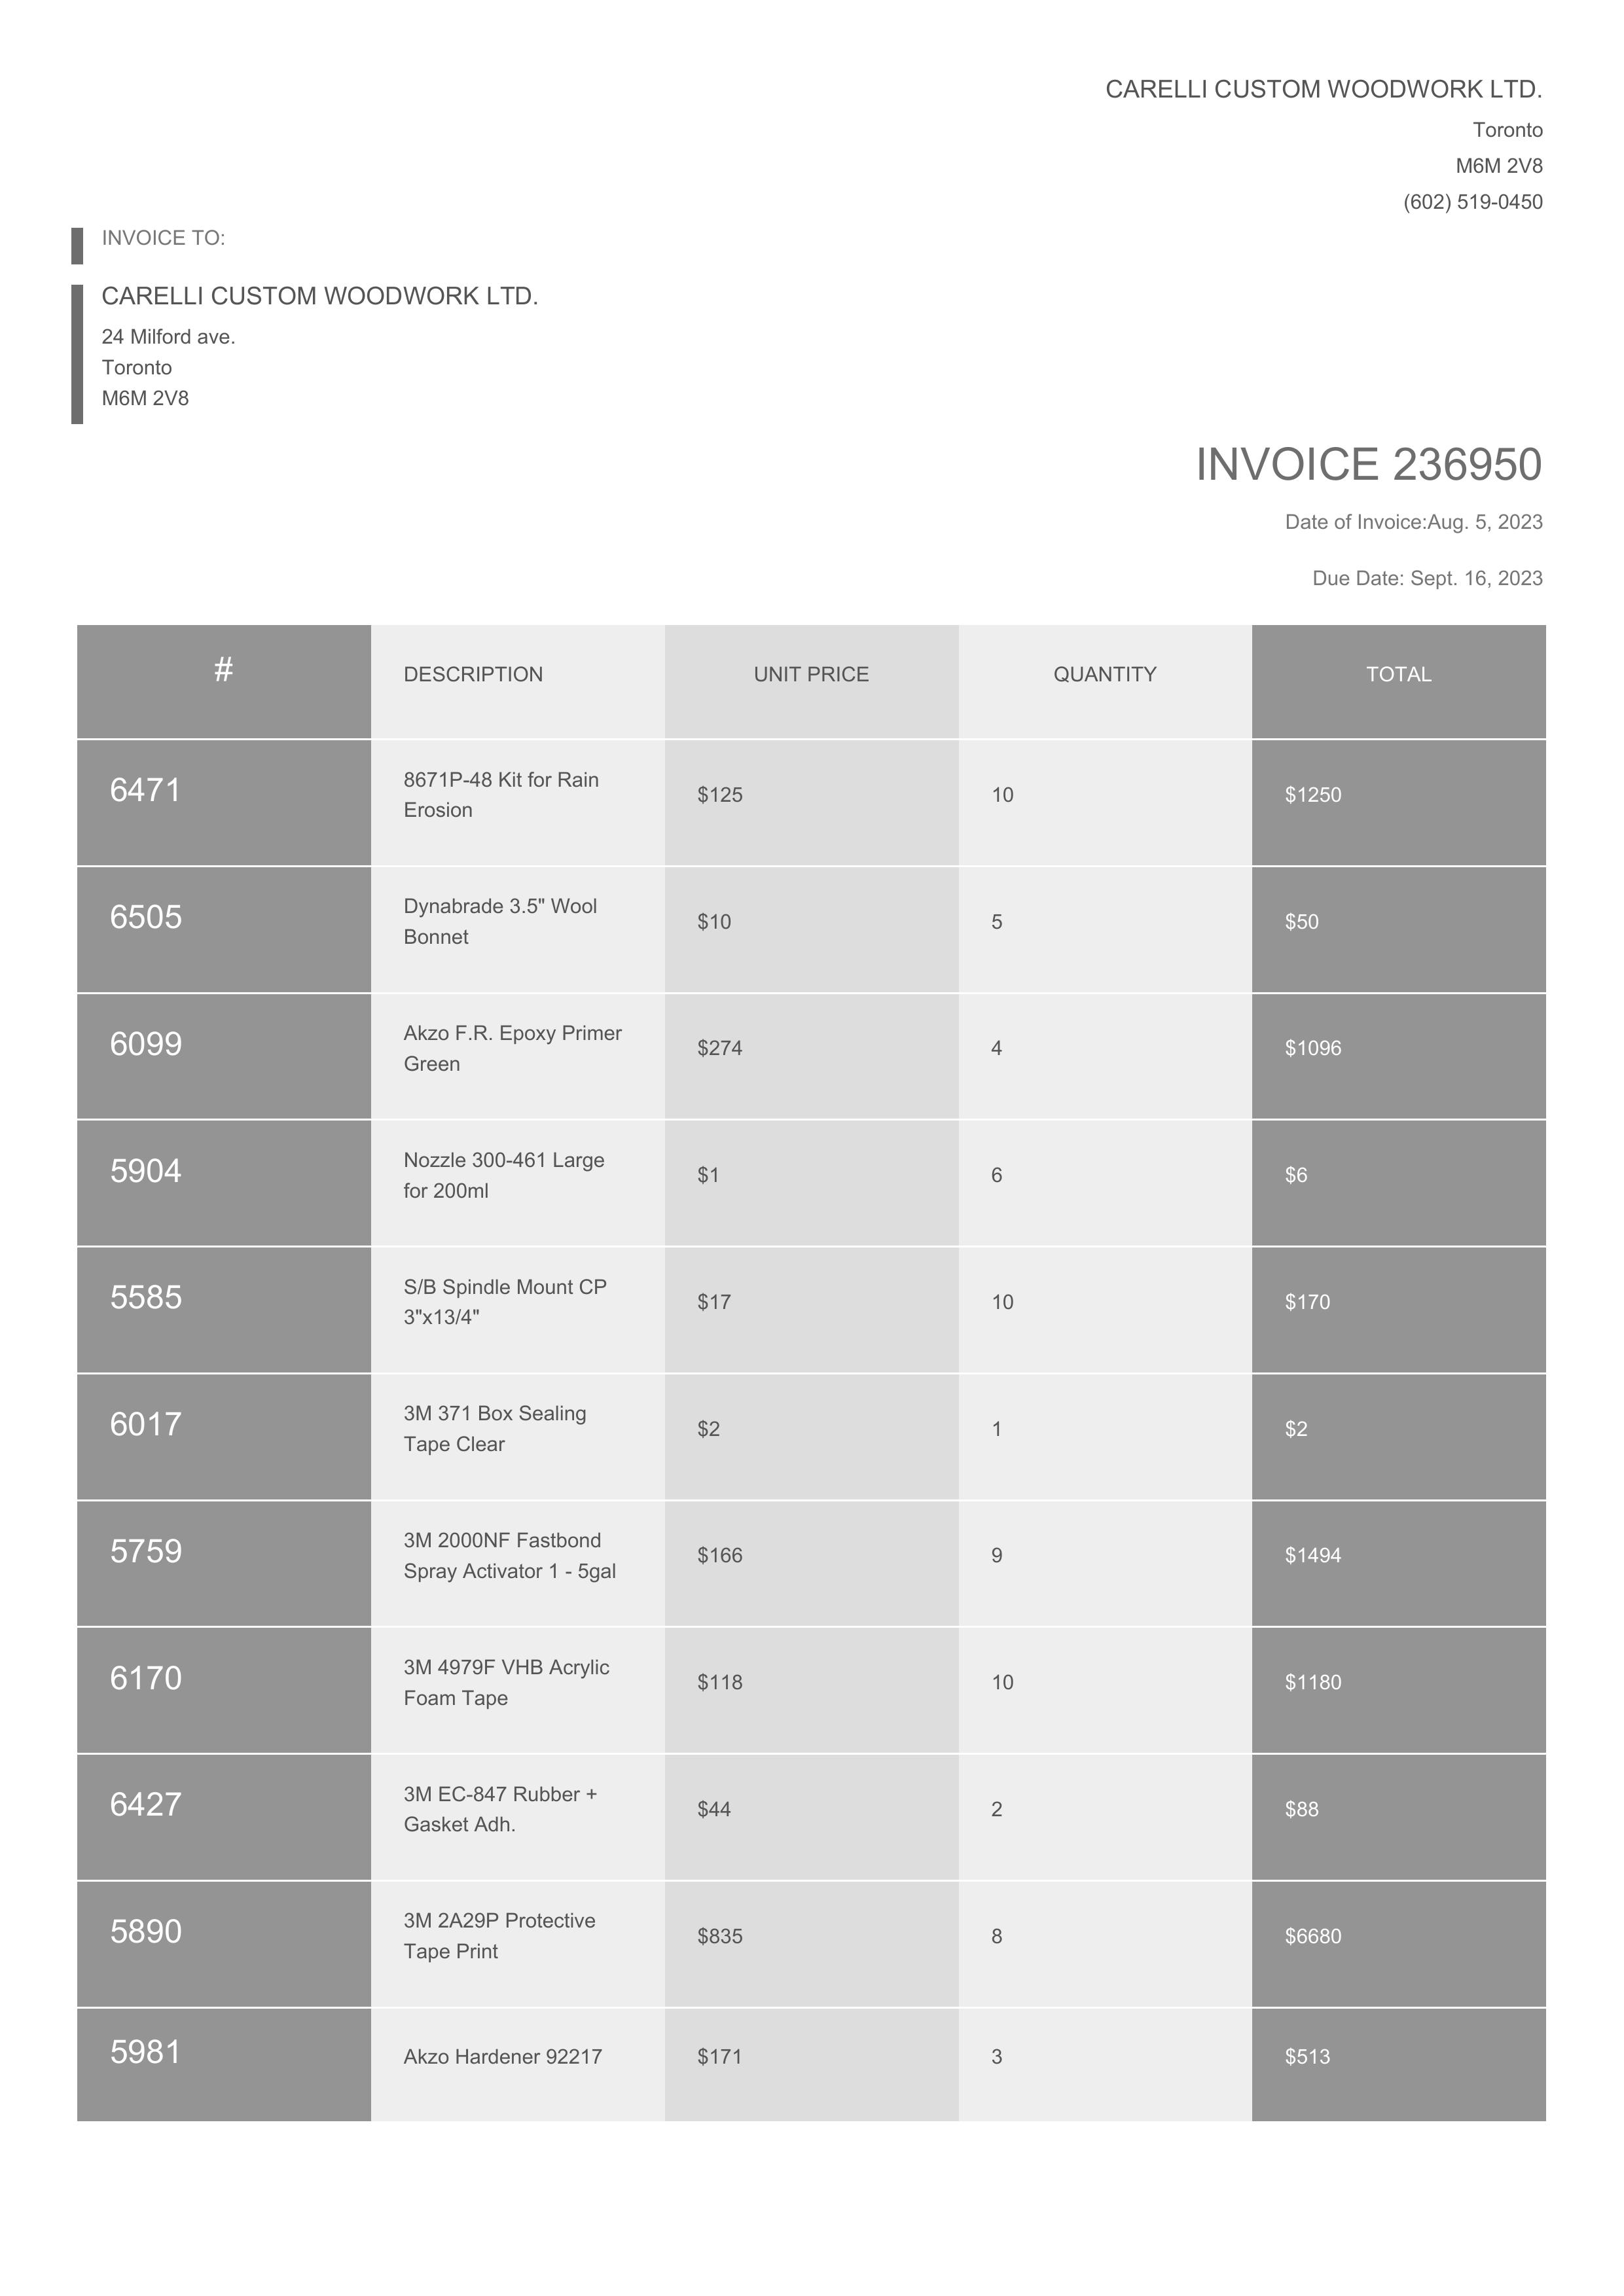 CARELLI CUSTOM WOODWORK LTD.
Toronto
M6M 2V8
(602) 519-0450
INVOICE TO:
CARELLI CUSTOM WOODWORK LTD.
24 Milford ave.
Toronto
M6M 2V8
INVOICE 236950
Date of Invoice:Aug. 5, 2023
Due Date: Sept. 16, 2023
# DESCRIPTION UNIT PRICE QUANTITY TOTAL
6471 8671P-48 Kit for Rain
Erosion $125 10 $1250
6505 Dynabrade 3.5" Wool
Bonnet $10 5 $50
6099 Akzo F.R. Epoxy Primer
Green $274 4 $1096
5904 Nozzle 300-461 Large
for 200ml $1 6 $6
5585 S/B Spindle Mount CP
3"x13/4" $17 10 $170
6017 3M 371 Box Sealing
Tape Clear $2 1 $2
5759 3M 2000NF Fastbond
Spray Activator 1 - 5gal $166 9 $1494
6170 3M 4979F VHB Acrylic
Foam Tape $118 10 $1180
6427 3M EC-847 Rubber +
Gasket Adh. $44 2 $88
5890 3M 2A29P Protective
Tape Print $835 8 $6680
5981 Akzo Hardener 92217 $171 3 $513